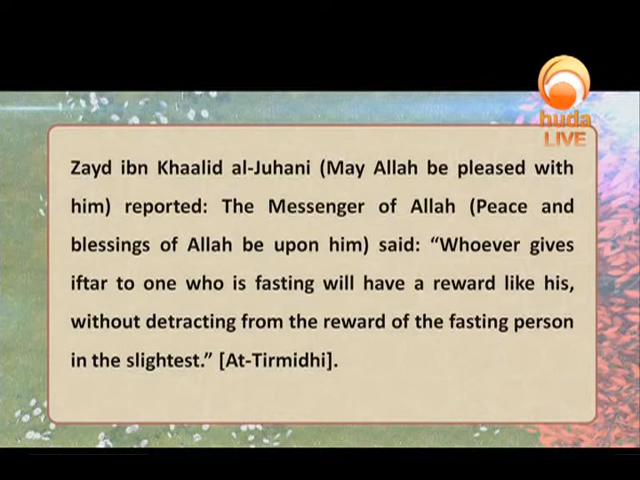 huda
LIVE
Zayd ibn Khaalid al-Juhani (May Allah be pleased with
him) reported: The Messenger of Allah (Peace and
blessings of Allah be upon him) said: “Whoever gives
iftar to one who is fasting will have a reward like his,
without detracting from the reward of the fasting person
in the slightest.” [At-Tirmidhi].